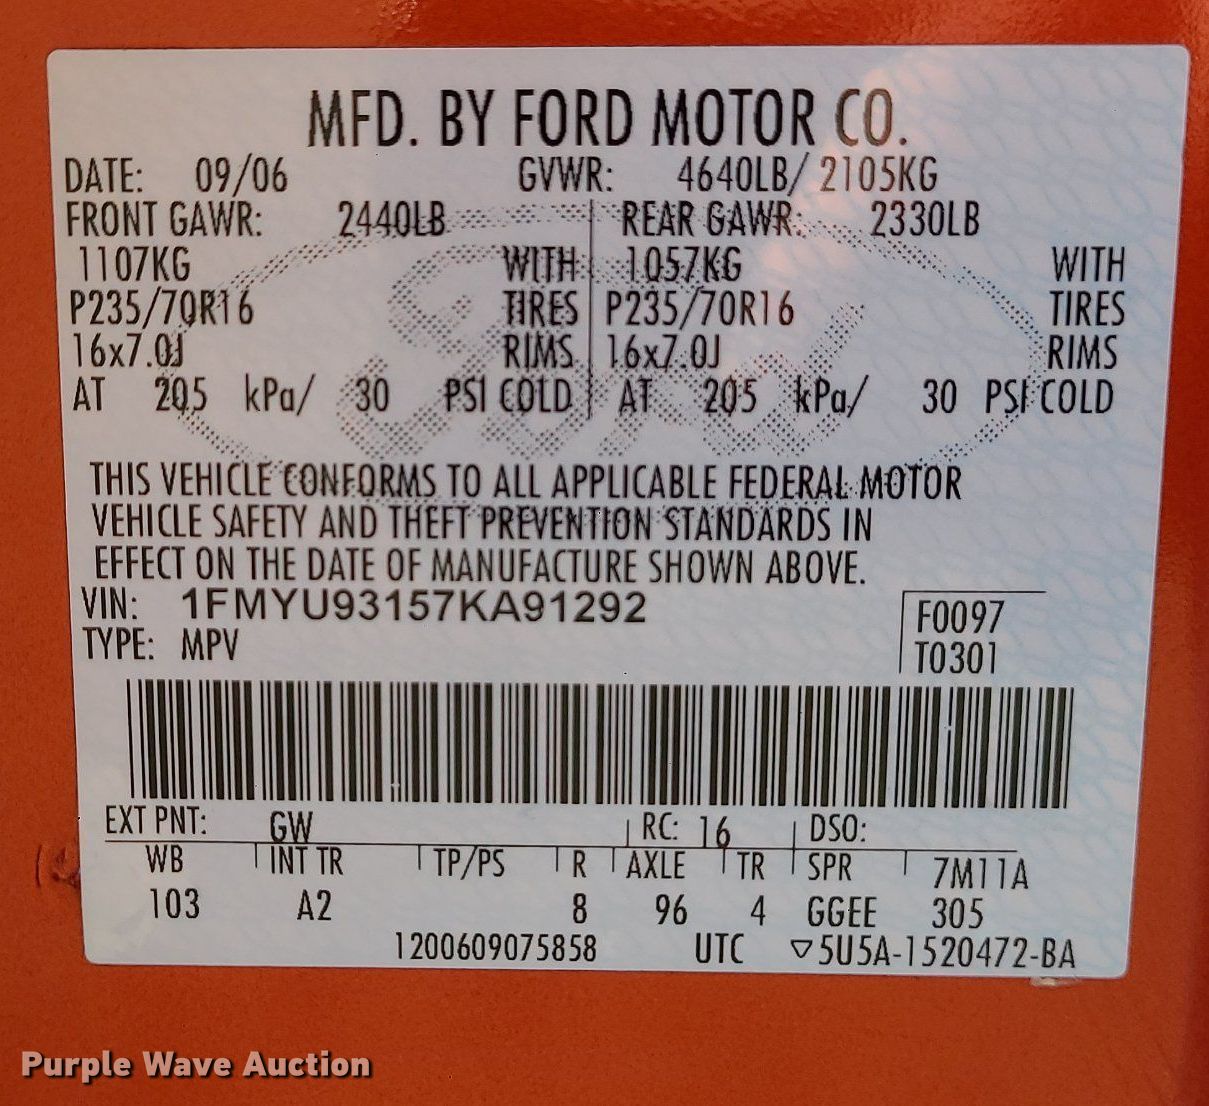 MFD. BY FORD MOTOR CO.
DATE: 09/06 GVWR: 4640LB/ 2105KG
FRONT GAWR: 2440LB REAR GAWR: 2330LB
1107KG WITH 1057KG WITH
P235/70R16 TIRES P235/70R16 TIRES
16x7.0J RIMS 16x7.0J RIMS
AT 205 kPa/ 30 PSI COLD AT 205 kPa/ 30 PSI COLD
THIS VEHICLE CONFORMS TO ALL APPLICABLE FEDERAL MOTOR
VEHICLE SAFETY AND THEFT PREVENTION STANDARDS IN
EFFECT ON THE DATE OF MANUFACTURE SHOWN ABOVE.
VIN: 1FMYU93157KA91292 F0097
TYPE: MPV T0301
EXT PNT: GW RC: 16 DSO:
WB INT TR TP/PS R AXLE TR SPR 7M11A
103 A2 8 96 4 GGEE 305
1200609075858 UTC ▽5U5A-1520472-BA
Purple Wave Auction